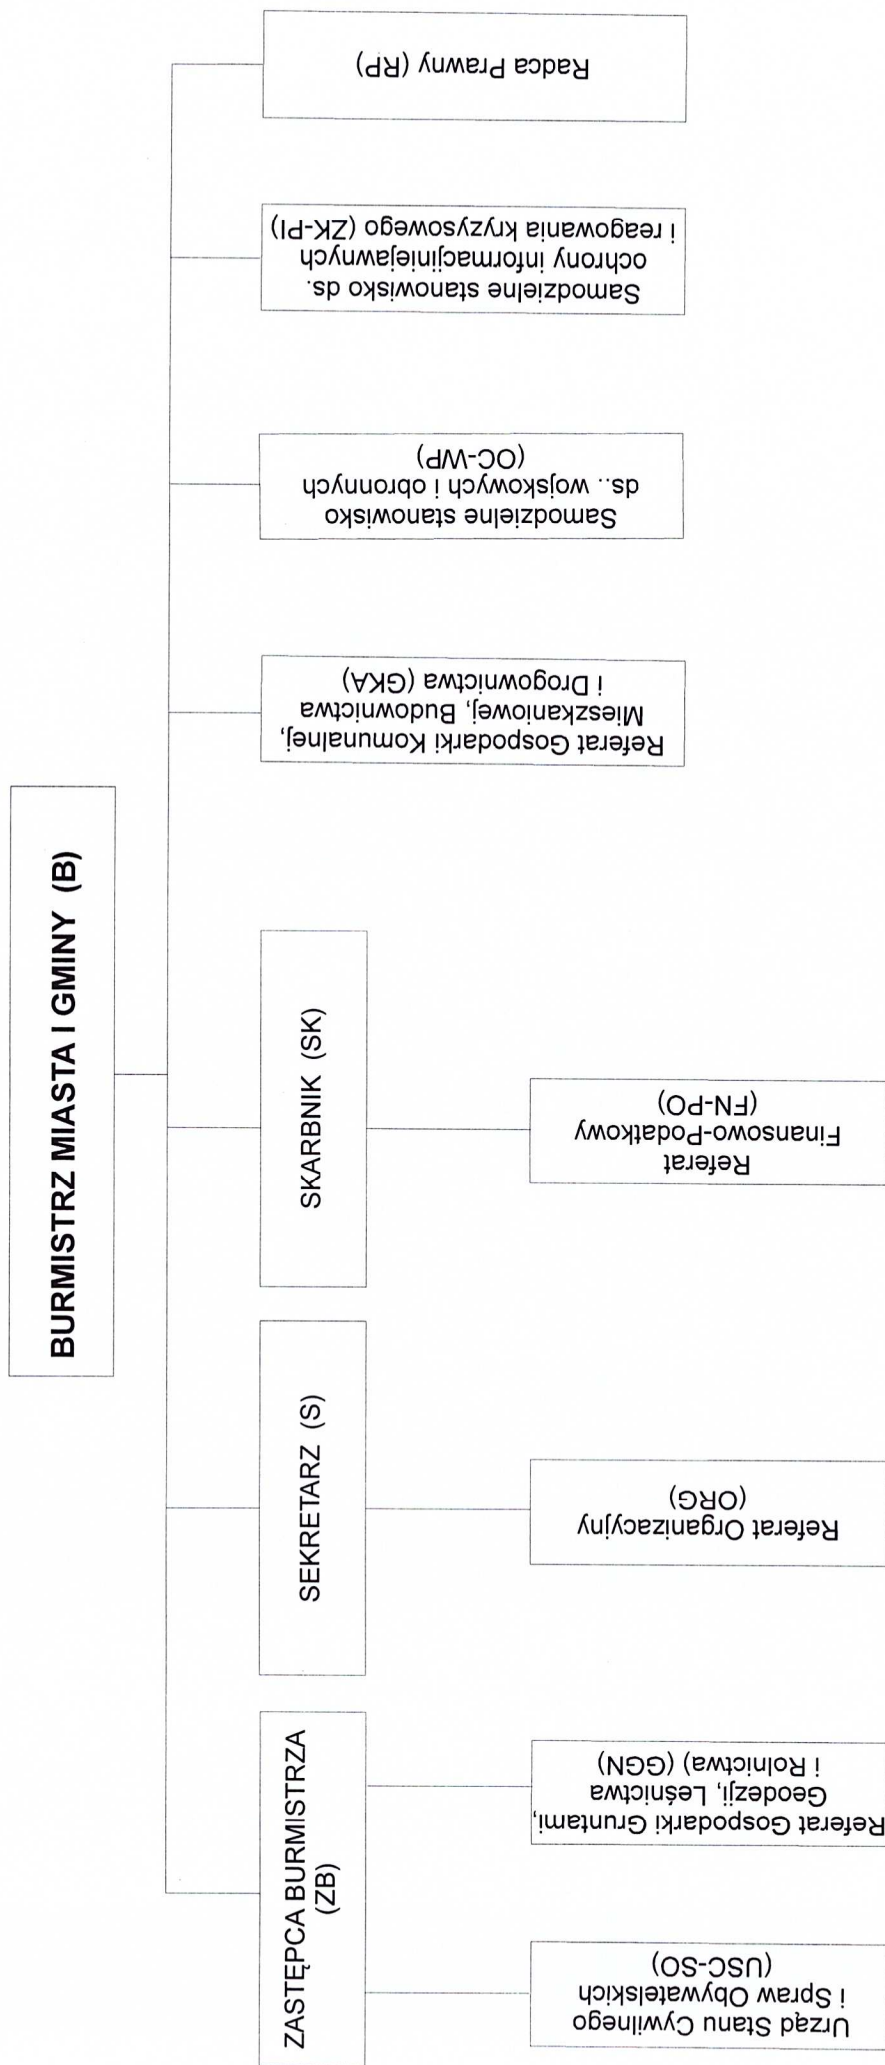 BURMISTRZ MIASTA I GMINY (B)
ZASTĘPCA BURMISTRZA
(ZB)
SEKRETARZ (S)
SKARBNIK (SK)
Referat Gospodarki Komunalnej,
Mieszkaniowej, Budownictwa
i Drogownictwa (GKA)
Samodzielne stanowisko
ds.. wojskowych i obronnych
(OC-WP)
Samodzielne stanowisko ds.
ochrony informacjiniejawnych
i reagowania kryzysowego (ZK-PI)
Radca Prawny (RP)
Urząd Stanu Cywilnego
i Spraw Obywatelskich
(USC-SO)
Referat Gospodarki Gruntami,
Geodezji, Leśnictwa
i Rolnictwa) (GGN)
Referat Organizacyjny
(ORG)
Referat
Finansowo-Podatkowy
(FN-PO)